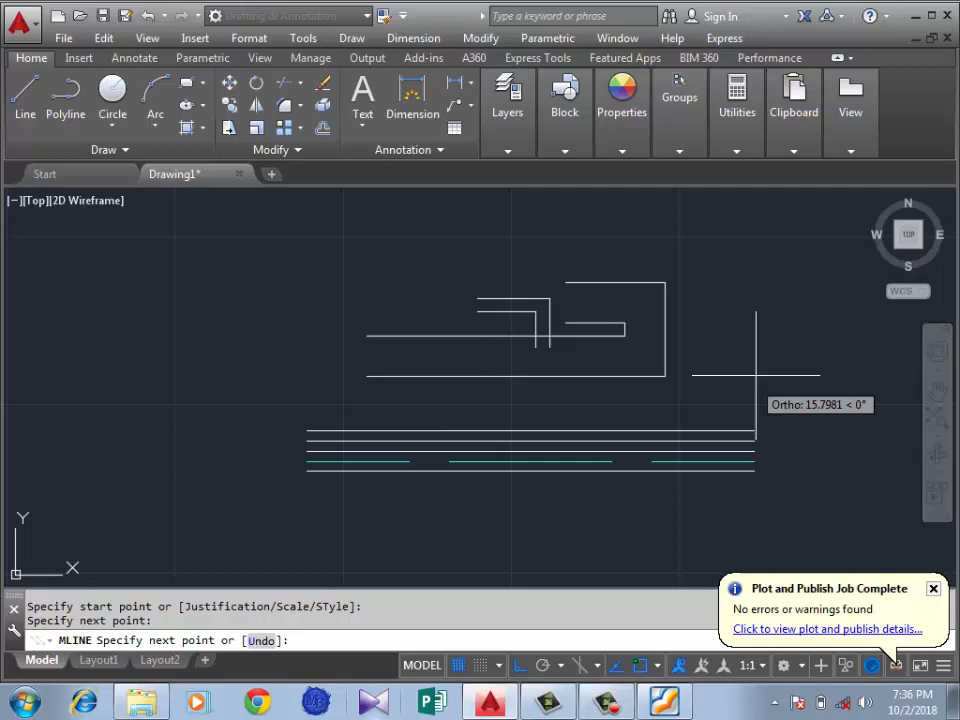 Drafting & Annotation
Type a keyword or phrase
Sign In
File Edit View Insert Format Tools Draw Dimension Modify Parametric Window Help Express
Home Insert Annotate Parametric View Manage Output Add-ins A360 Express Tools Featured Apps BIM 360 Performance
Line Polyline Circle Arc Text Dimension Layers Block Properties Groups Utilities Clipboard View
Draw Modify Annotation
Start Drawing1*
[−][Top][2D Wireframe]
N
W TOP E
S
WCS
Ortho: 15.7981 < 0°
Y
X
Specify start point or [Justification/Scale/STyle]:
Specify next point:
MLINE Specify next point or [Undo]:
Plot and Publish Job Complete
No errors or warnings found
Click to view plot and publish details...
Model Layout1 Layout2 +
MODEL 1:1
7:36 PM
10/2/2018